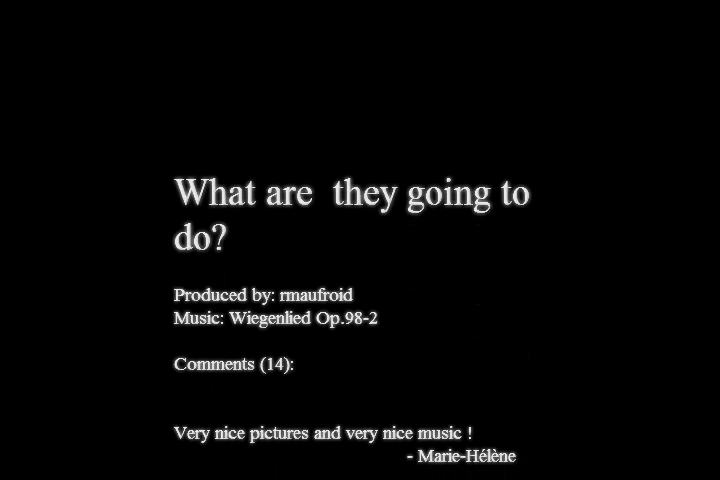 What are  they going to
do?
Produced by: rmaufroid
Music: Wiegenlied Op.98-2
Comments (14):
Very nice pictures and very nice music !
- Marie-Hélène